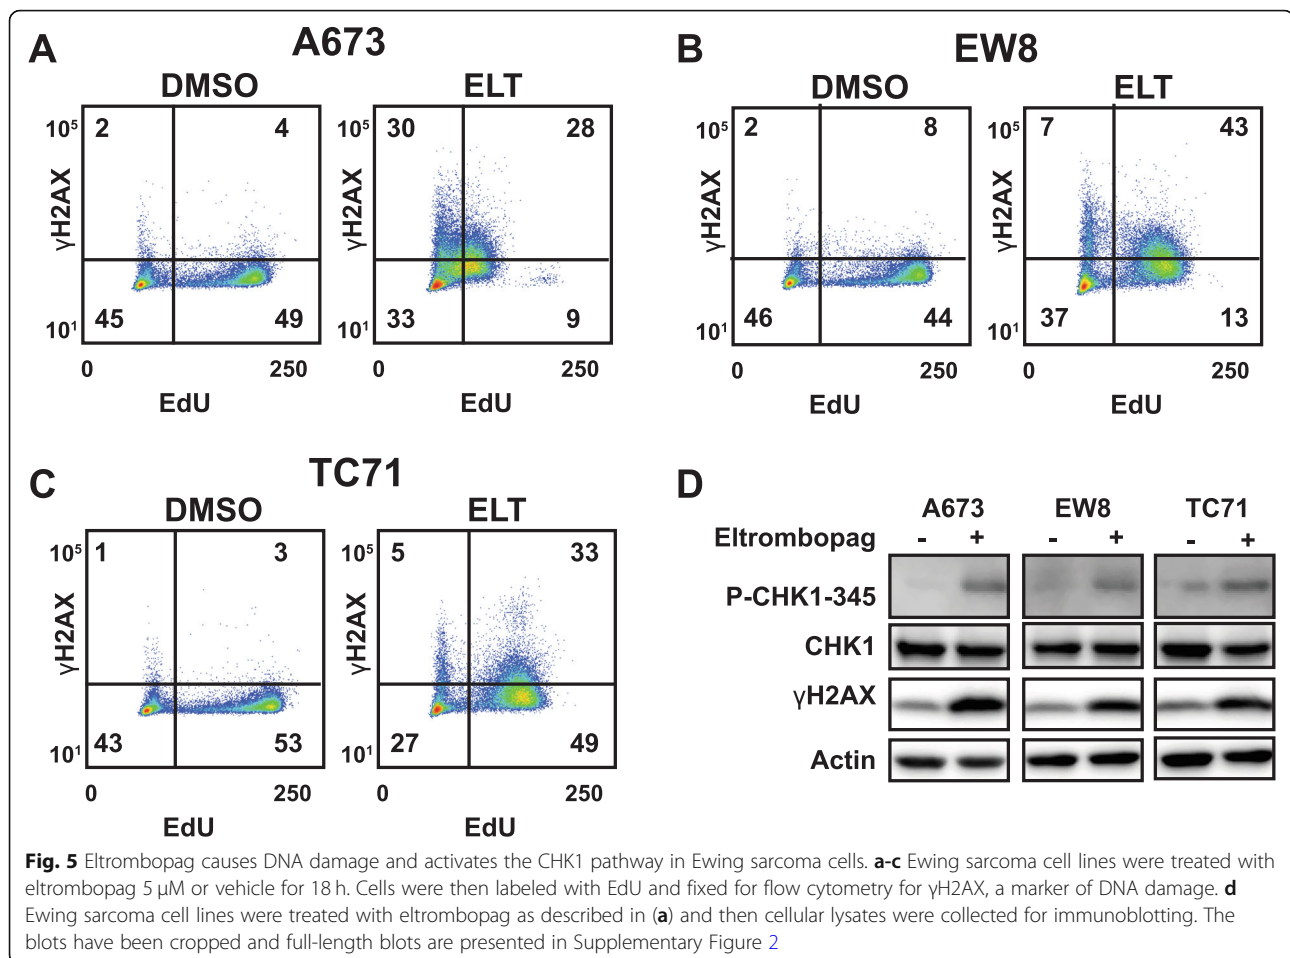 A
A673
DMSO
ELT
10⁵
2
4
10⁵
30
28
γH2AX
γH2AX
45
49
33
9
10¹
10¹
0
250
0
250
EdU
EdU
B
EW8
DMSO
ELT
10⁵
2
8
10⁵
7
43
γH2AX
γH2AX
46
44
37
13
10¹
10¹
0
250
0
250
EdU
EdU
C
TC71
DMSO
ELT
10⁵
1
3
10⁵
5
33
γH2AX
γH2AX
43
53
27
49
10¹
10¹
0
250
0
250
EdU
EdU
D
A673 EW8 TC71
Eltrombopag - + - + - +
P-CHK1-345
CHK1
γH2AX
Actin
Fig. 5 Eltrombopag causes DNA damage and activates the CHK1 pathway in Ewing sarcoma cells. a-c Ewing sarcoma cell lines were treated with
eltrombopag 5 μM or vehicle for 18 h. Cells were then labeled with EdU and fixed for flow cytometry for γH2AX, a marker of DNA damage. d
Ewing sarcoma cell lines were treated with eltrombopag as described in (a) and then cellular lysates were collected for immunoblotting. The
blots have been cropped and full-length blots are presented in Supplementary Figure 2